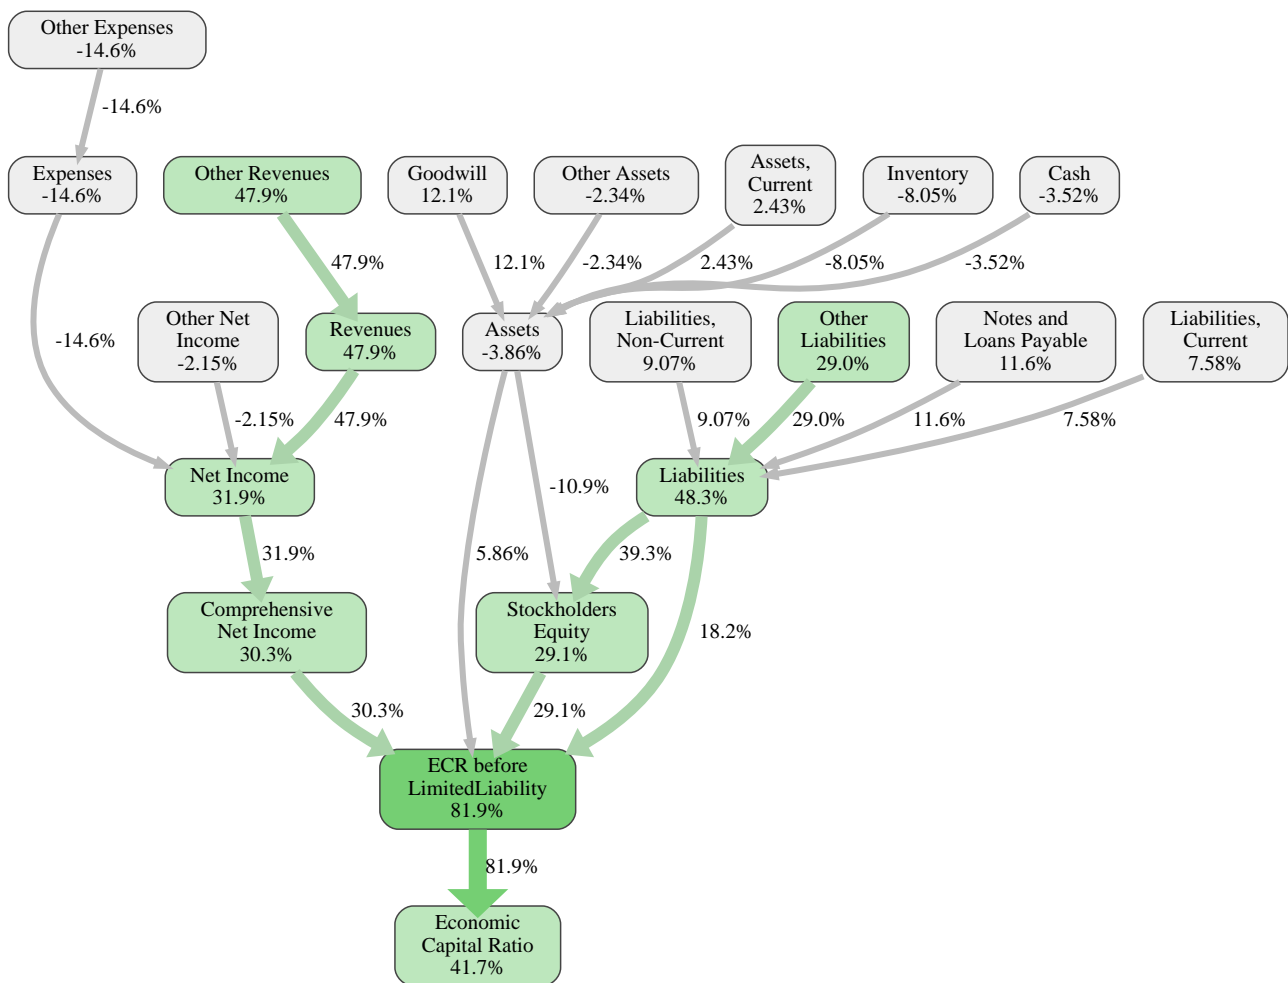 Other Expenses
-14.6%
-14.6%
Expenses
-14.6%
Other Revenues
47.9%
Goodwill
12.1%
Other Assets
-2.34%
Assets,
Current
2.43%
Inventory
-8.05%
Cash
-3.52%
47.9%
12.1%
-2.34%
2.43%
-8.05%
-3.52%
-14.6%
Other Net
Income
-2.15%
Revenues
47.9%
Assets
-3.86%
Liabilities,
Non-Current
9.07%
Other
Liabilities
29.0%
Notes and
Loans Payable
11.6%
Liabilities,
Current
7.58%
-2.15%
47.9%
9.07%
29.0%
11.6%
7.58%
Net Income
31.9%
-10.9%
Liabilities
48.3%
31.9%
5.86%
39.3%
Comprehensive
Net Income
30.3%
Stockholders
Equity
29.1%
18.2%
30.3%
29.1%
ECR before
LimitedLiability
81.9%
81.9%
Economic
Capital Ratio
41.7%